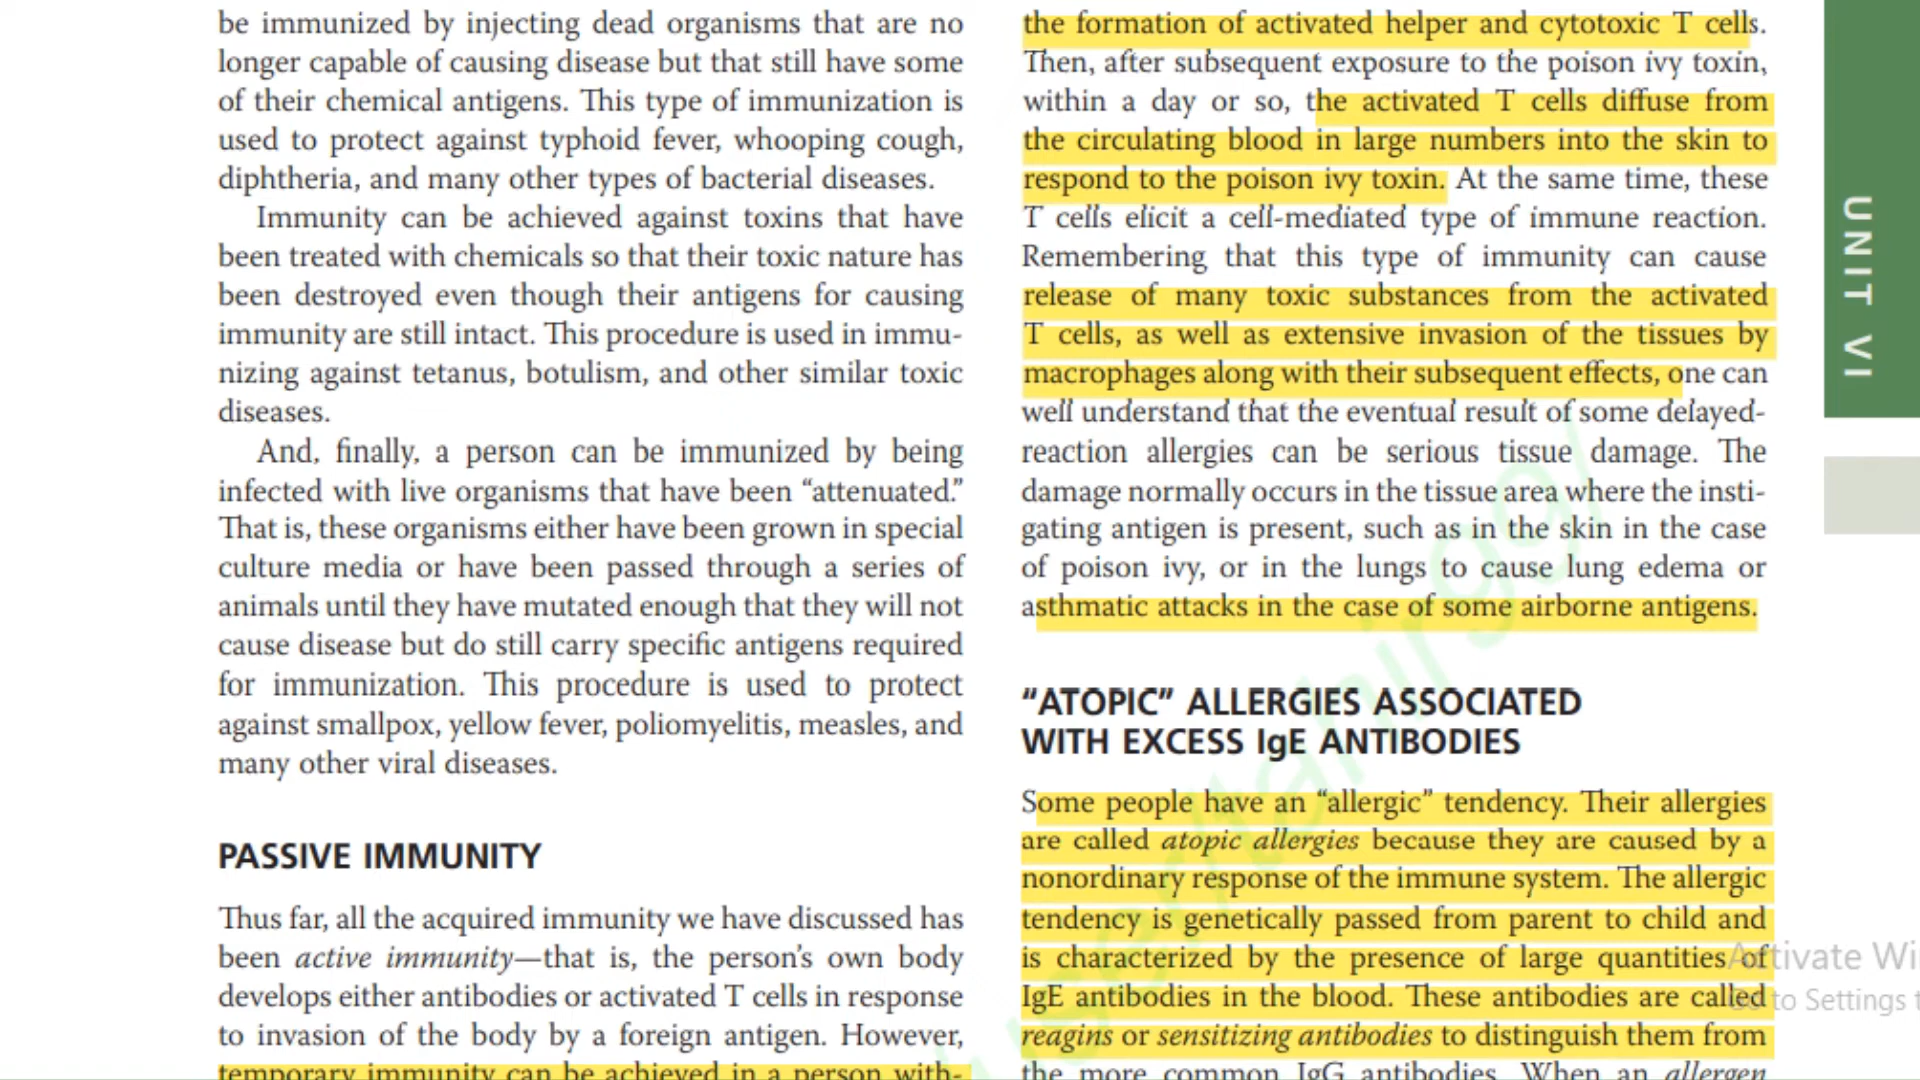 be immunized by injecting dead organisms that are no
longer capable of causing disease but that still have some
of their chemical antigens. This type of immunization is
used to protect against typhoid fever, whooping cough,
diphtheria, and many other types of bacterial diseases.
Immunity can be achieved against toxins that have
been treated with chemicals so that their toxic nature has
been destroyed even though their antigens for causing
immunity are still intact. This procedure is used in immu-
nizing against tetanus, botulism, and other similar toxic
diseases.
And, finally, a person can be immunized by being
infected with live organisms that have been “attenuated.”
That is, these organisms either have been grown in special
culture media or have been passed through a series of
animals until they have mutated enough that they will not
cause disease but do still carry specific antigens required
for immunization. This procedure is used to protect
against smallpox, yellow fever, poliomyelitis, measles, and
many other viral diseases.
PASSIVE IMMUNITY
Thus far, all the acquired immunity we have discussed has
been active immunity—that is, the person’s own body
develops either antibodies or activated T cells in response
to invasion of the body by a foreign antigen. However,
temporary immunity can be achieved in a person with-
the formation of activated helper and cytotoxic T cells.
Then, after subsequent exposure to the poison ivy toxin,
within a day or so, the activated T cells diffuse from
the circulating blood in large numbers into the skin to
respond to the poison ivy toxin. At the same time, these
T cells elicit a cell-mediated type of immune reaction.
Remembering that this type of immunity can cause
release of many toxic substances from the activated
T cells, as well as extensive invasion of the tissues by
macrophages along with their subsequent effects, one can
well understand that the eventual result of some delayed-
reaction allergies can be serious tissue damage. The
damage normally occurs in the tissue area where the insti-
gating antigen is present, such as in the skin in the case
of poison ivy, or in the lungs to cause lung edema or
asthmatic attacks in the case of some airborne antigens.
“ATOPIC” ALLERGIES ASSOCIATED
WITH EXCESS IgE ANTIBODIES
Some people have an “allergic” tendency. Their allergies
are called atopic allergies because they are caused by a
nonordinary response of the immune system. The allergic
tendency is genetically passed from parent to child and
is characterized by the presence of large quantities of
IgE antibodies in the blood. These antibodies are called
reagins or sensitizing antibodies to distinguish them from
the more common IgG antibodies. When an allergen
UNIT VI
Activate Wi
to Settings t